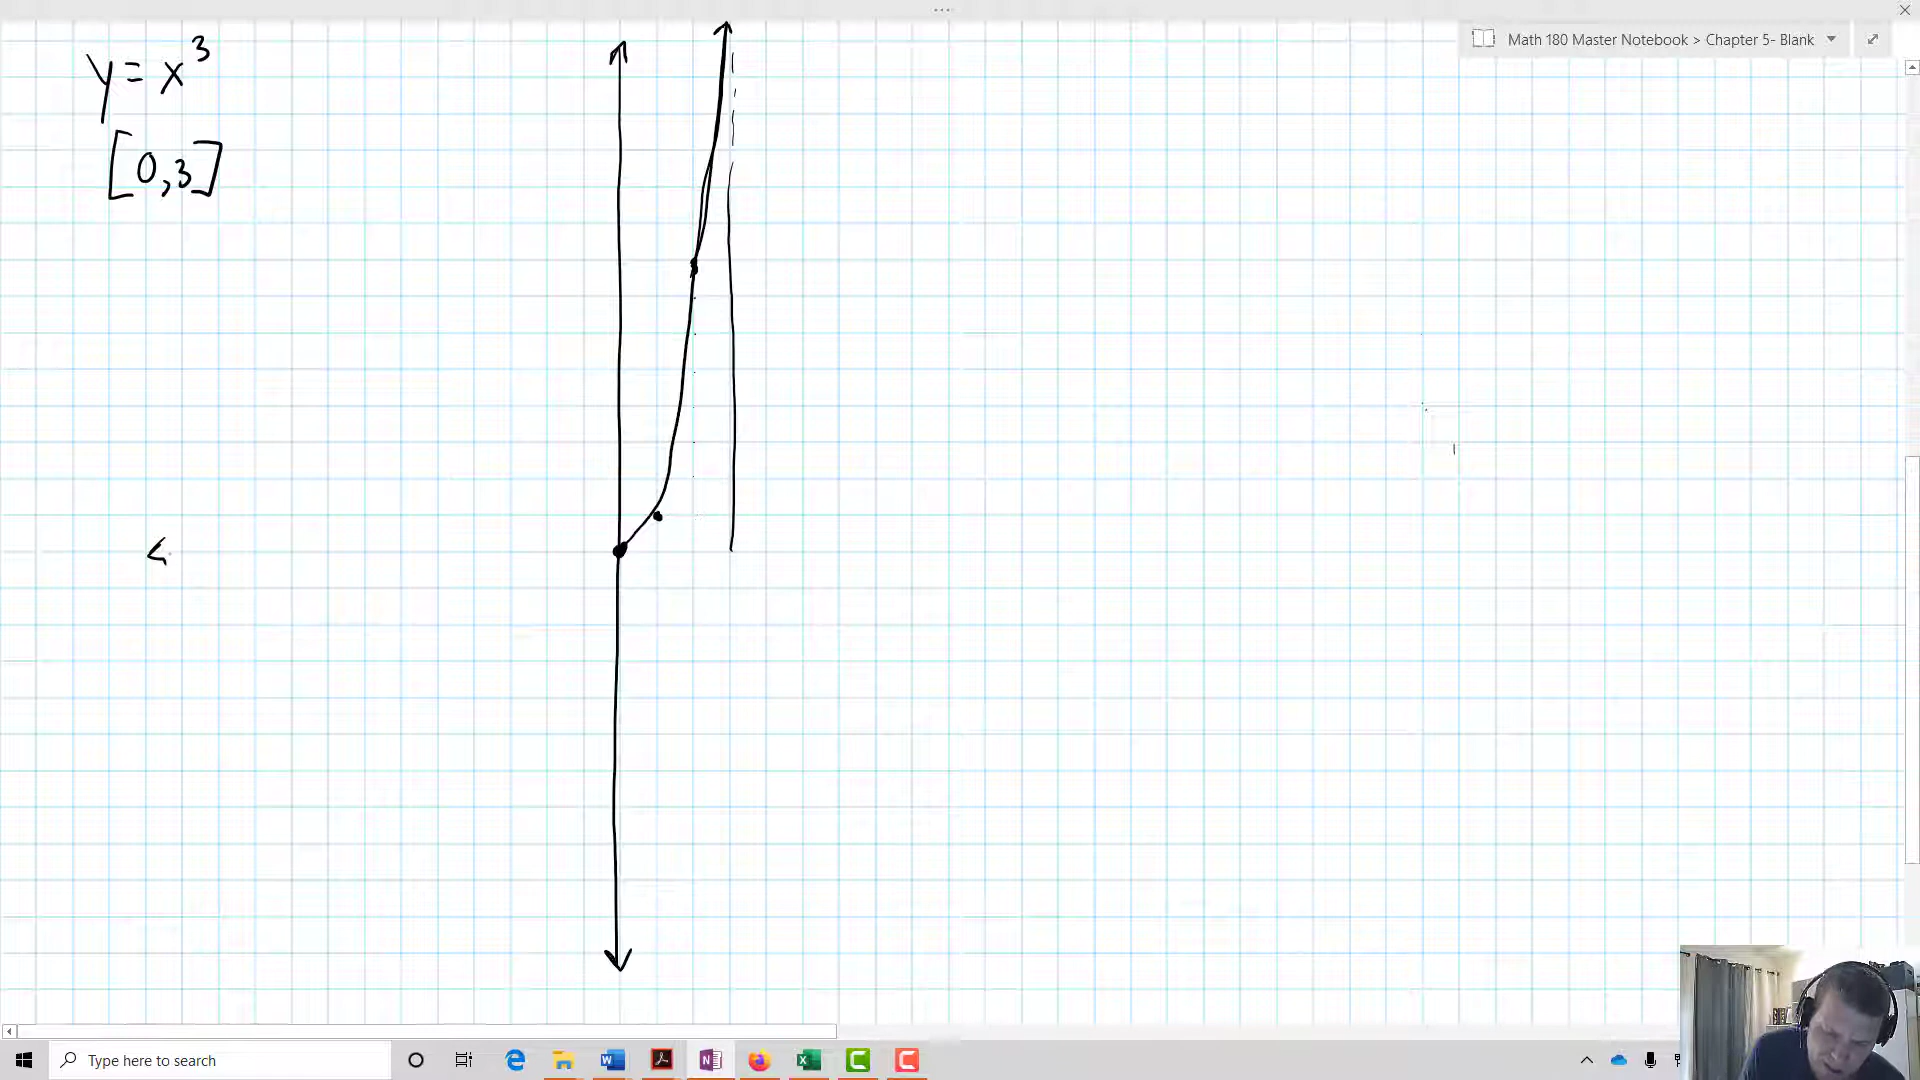 Math 180 Master Notebook > Chapter 5- Blank
y = x³
[0,3]
<
Type here to search